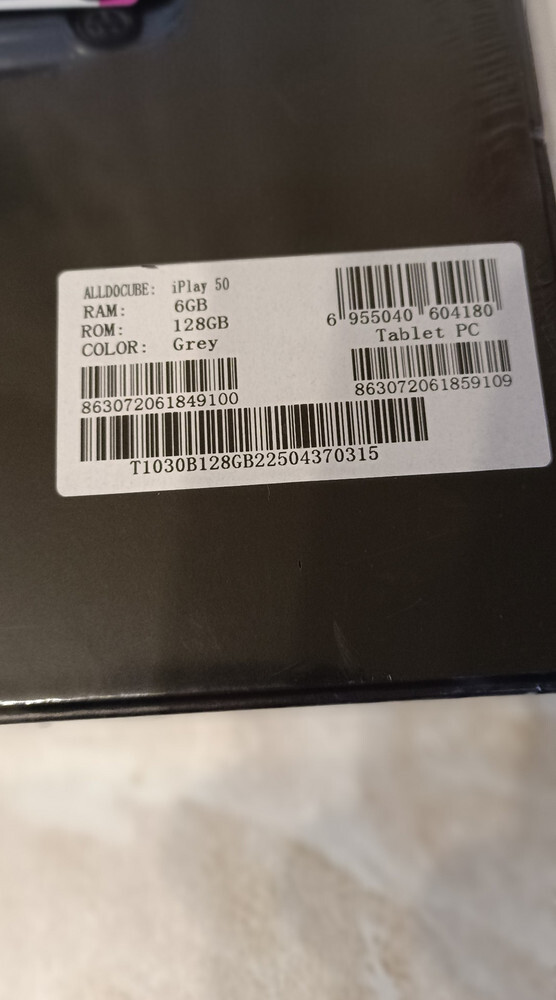 ALLDOCUBE: iPlay 50
RAM: 6GB
ROM: 128GB
COLOR: Grey
6 955040 604180
Tablet PC
863072061849100
863072061859109
T1030B128GB22504370315